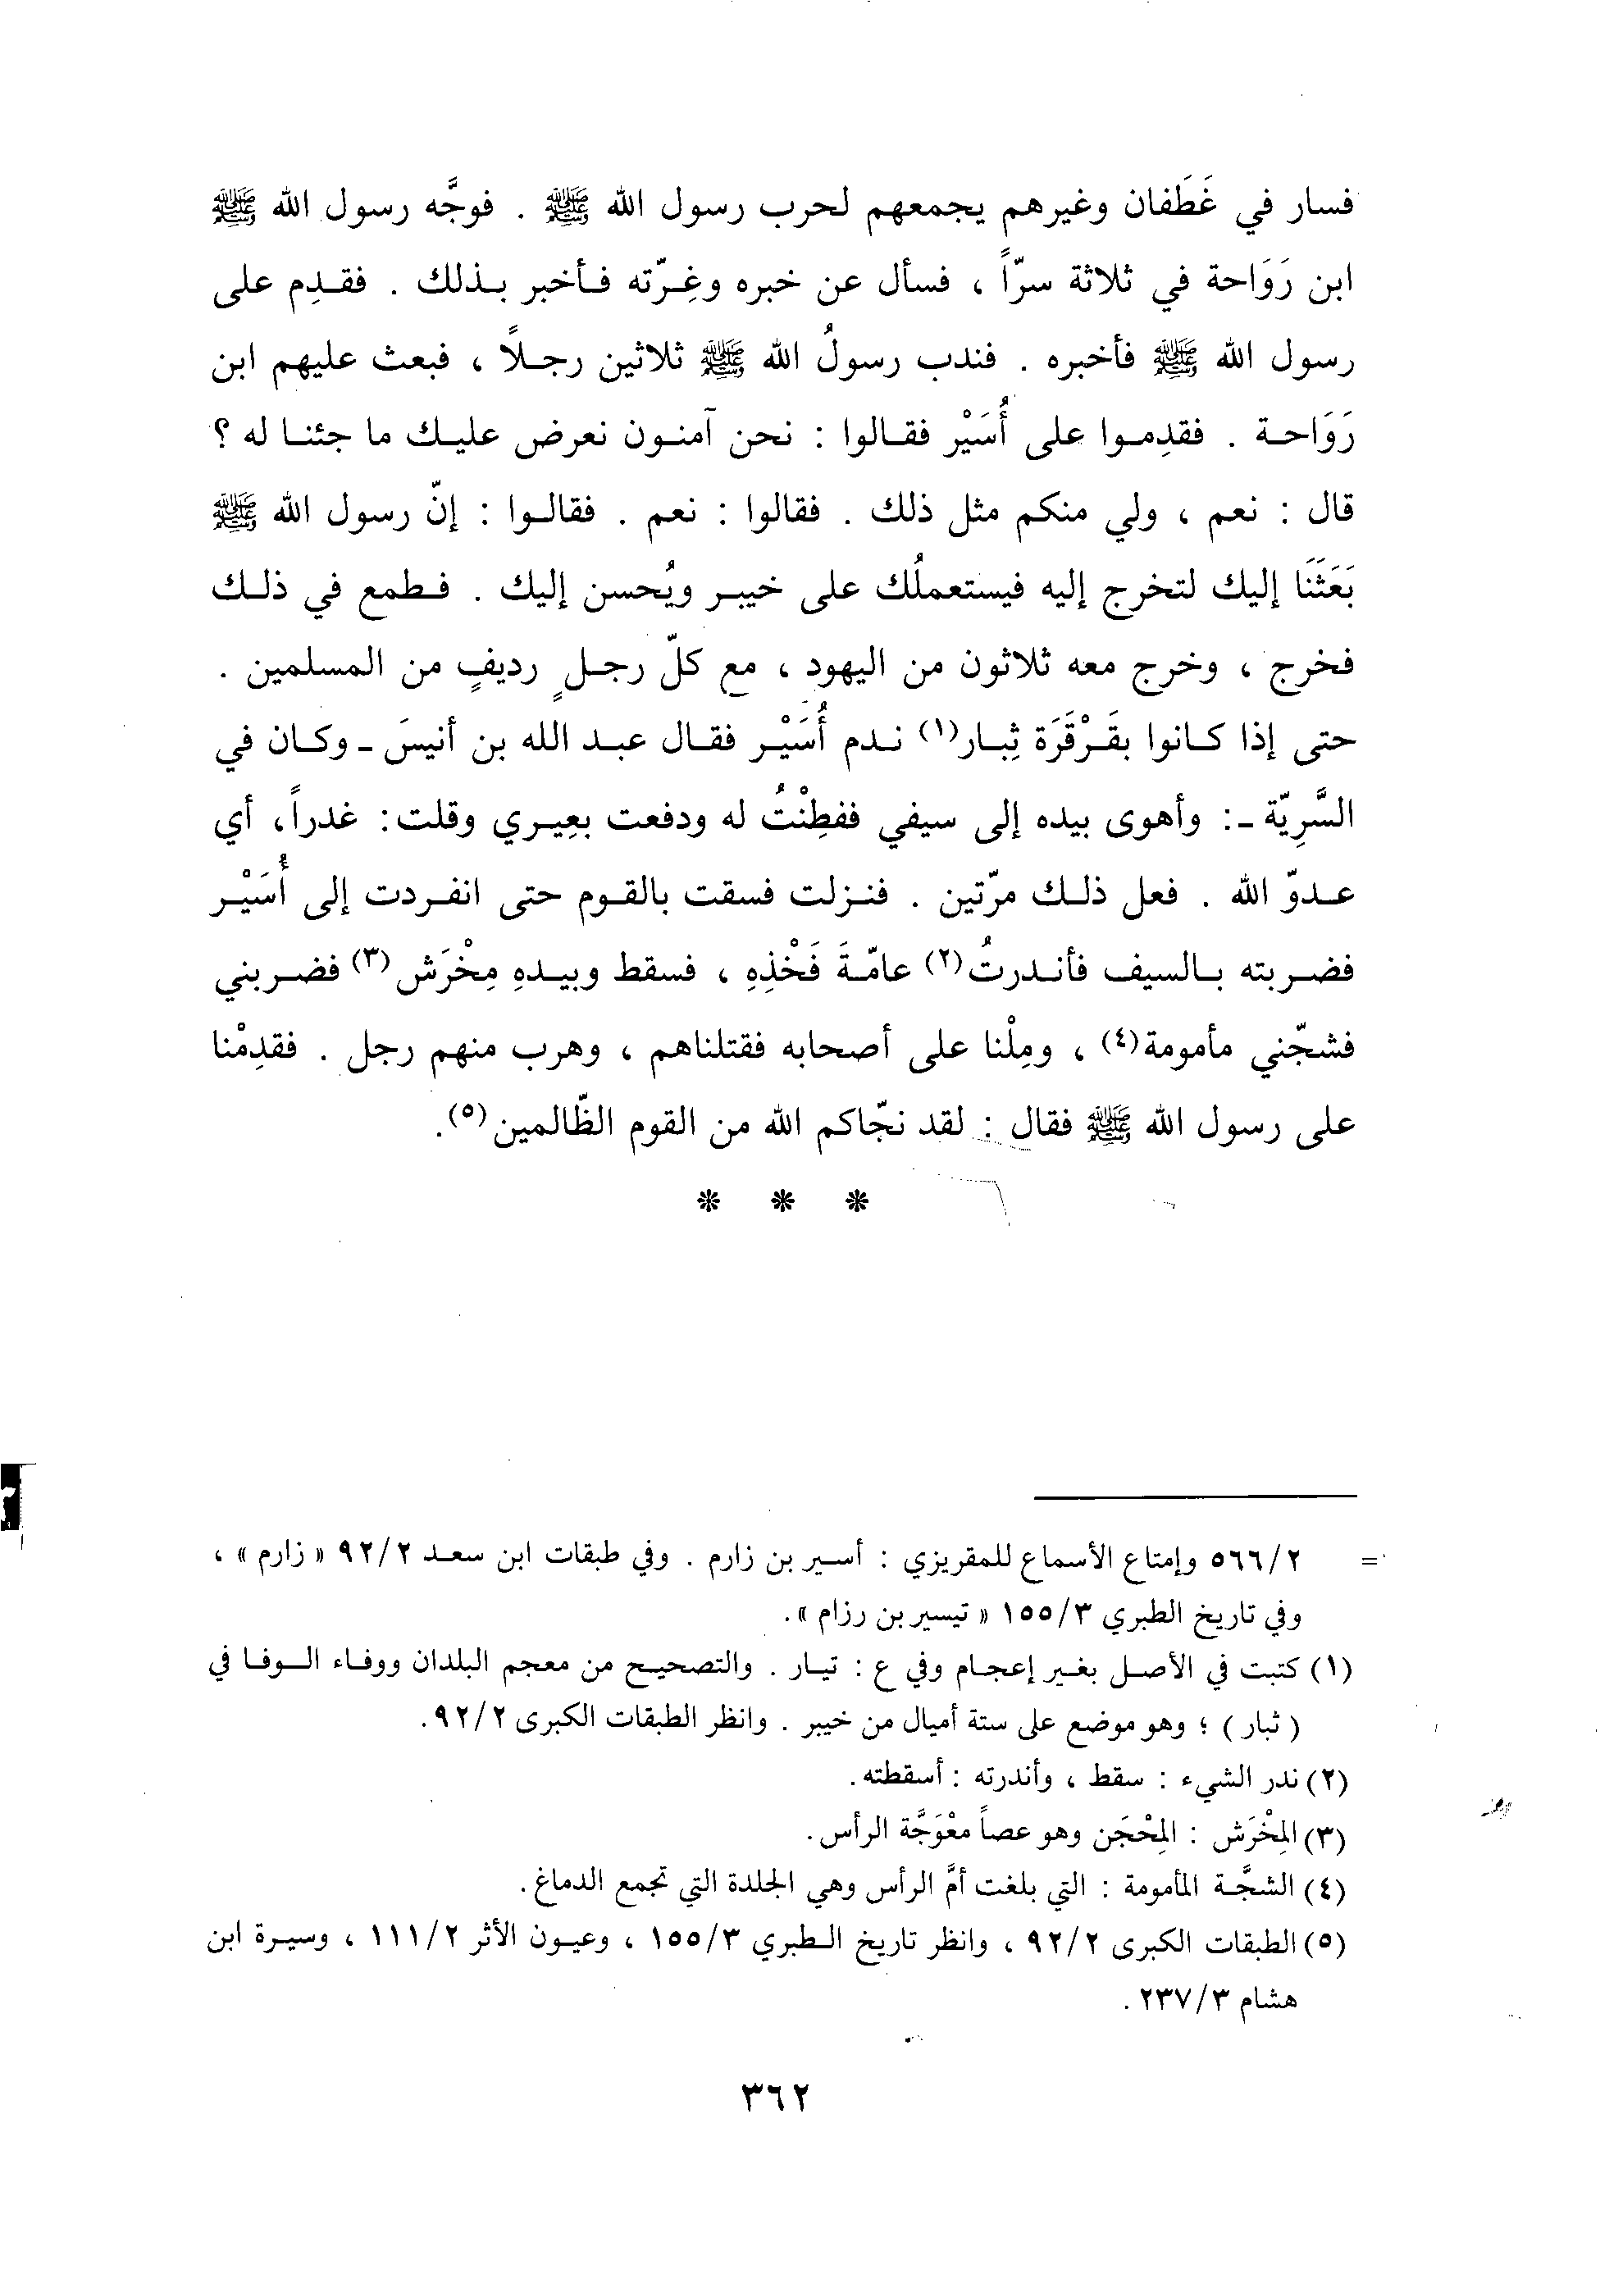 فسار في غَطَفان وغيرهم يجمعهم لحرب رسول الله ﷺ . فوجَّه رسول الله ﷺ
ابن رَوَاحة في ثلاثة سرّاً ، فسأل عن خبره وغِرّته فأخبر بذلك . فقدِم على
رسول الله ﷺ فأخبره . فندب رسولُ الله ﷺ ثلاثين رجلاً ، فبعث عليهم ابن
رَوَاحة . فقدِموا على أُسَيْر فقالوا : نحن آمنون نعرض عليك ما جئنا له ؟
قال : نعم ، ولي منكم مثل ذلك . فقالوا : نعم . فقالوا : إنّ رسول الله ﷺ
بَعَثَنَا إليك لتخرج إليه فيستعملُك على خيبر ويُحسن إليك . فطمع في ذلك
فخرج ، وخرج معه ثلاثون من اليهود ، مع كلّ رجلٍ رديفٍ من المسلمين .
حتى إذا كانوا بقَرْقَرَة ثِبار(١) ندم أُسَيْر فقال عبد الله بن أنيسَ ـ وكان في
السَّرِيّة ـ: وأهوى بيده إلى سيفي ففطِنْتُ له ودفعت بعِيري وقلت: غدراً، أي
عدوّ الله . فعل ذلك مرّتين . فنزلت فسقت بالقوم حتى انفردت إلى أُسَيْر
فضربته بالسيف فأندرتُ(٢) عامّةَ فَخْذِهِ ، فسقط وبيدهِ مِخْرَش(٣) فضربني
فشجّني مأمومة(٤) ، ومِلْنا على أصحابه فقتلناهم ، وهرب منهم رجل . فقدِمْنا
على رسول الله ﷺ فقال : لقد نجّاكم الله من القوم الظّالمين(٥).
* * *
= ٥٦٦/٢ وإمتاع الأسماع للمقريزي : أسير بن زارم . وفي طبقات ابن سعد ٩٢/٢ « زارم » ،
وفي تاريخ الطبري ١٥٥/٣ « تيسير بن رزام ».
(١) كتبت في الأصل بغير إعجام وفي ع : تيار . والتصحيح من معجم البلدان ووفاء الوفا في
( ثبار ) ؛ وهو موضع على ستة أميال من خيبر . وانظر الطبقات الكبرى ٩٢/٢.
(٢) ندر الشيء : سقط ، وأندرته : أسقطته.
(٣) المِخْرَش : المِحْجَن وهو عصاً معْوَجَّة الرأس.
(٤) الشجَّة المأمومة : التي بلغت أمَّ الرأس وهي الجلدة التي تجمع الدماغ.
(٥) الطبقات الكبرى ٩٢/٢ ، وانظر تاريخ الطبري ١٥٥/٣ ، وعيون الأثر ١١١/٢ ، وسيرة ابن
هشام ٢٣٧/٣ .
٣٦٢